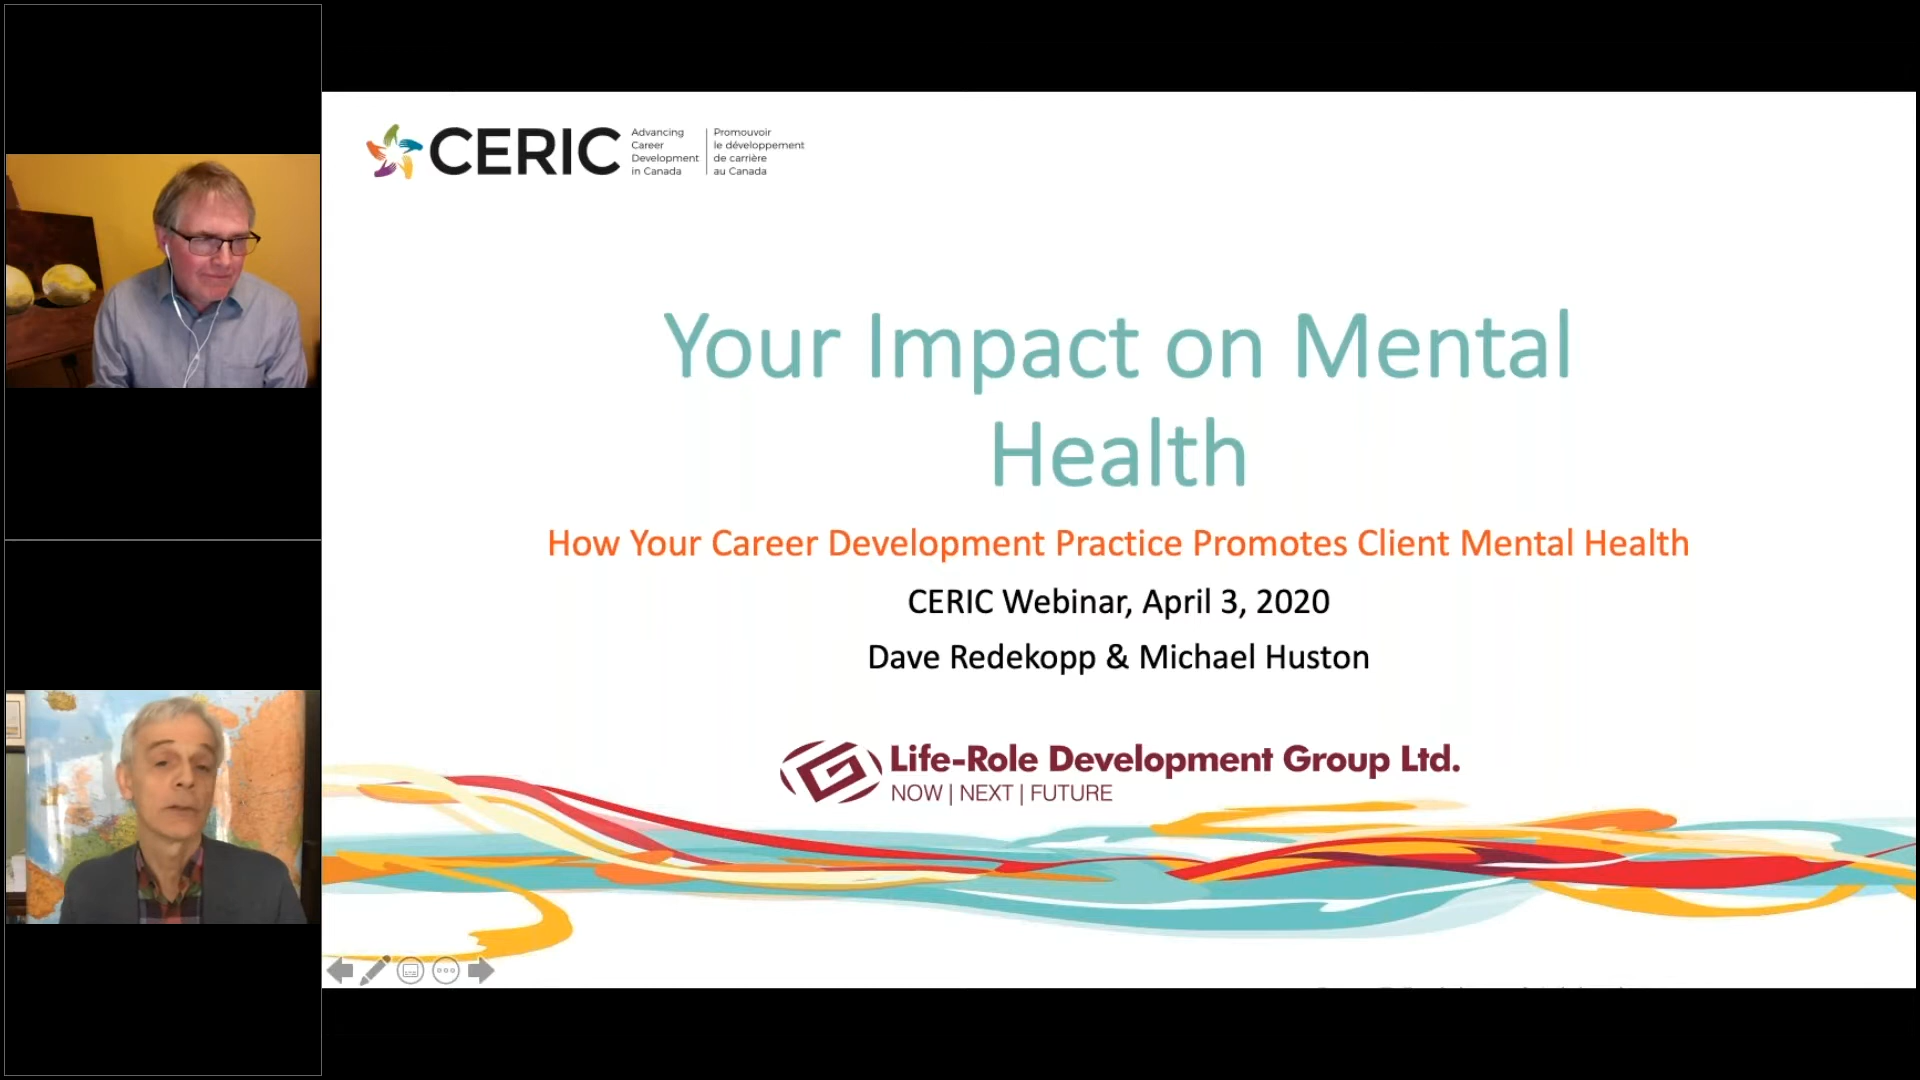 CERIC
Advancing
Career
Development
in Canada
Promouvoir
le développement
de carrière
au Canada
Your Impact on Mental
Health
How Your Career Development Practice Promotes Client Mental Health
CERIC Webinar, April 3, 2020
Dave Redekopp & Michael Huston
Life-Role Development Group Ltd.
NOW | NEXT | FUTURE